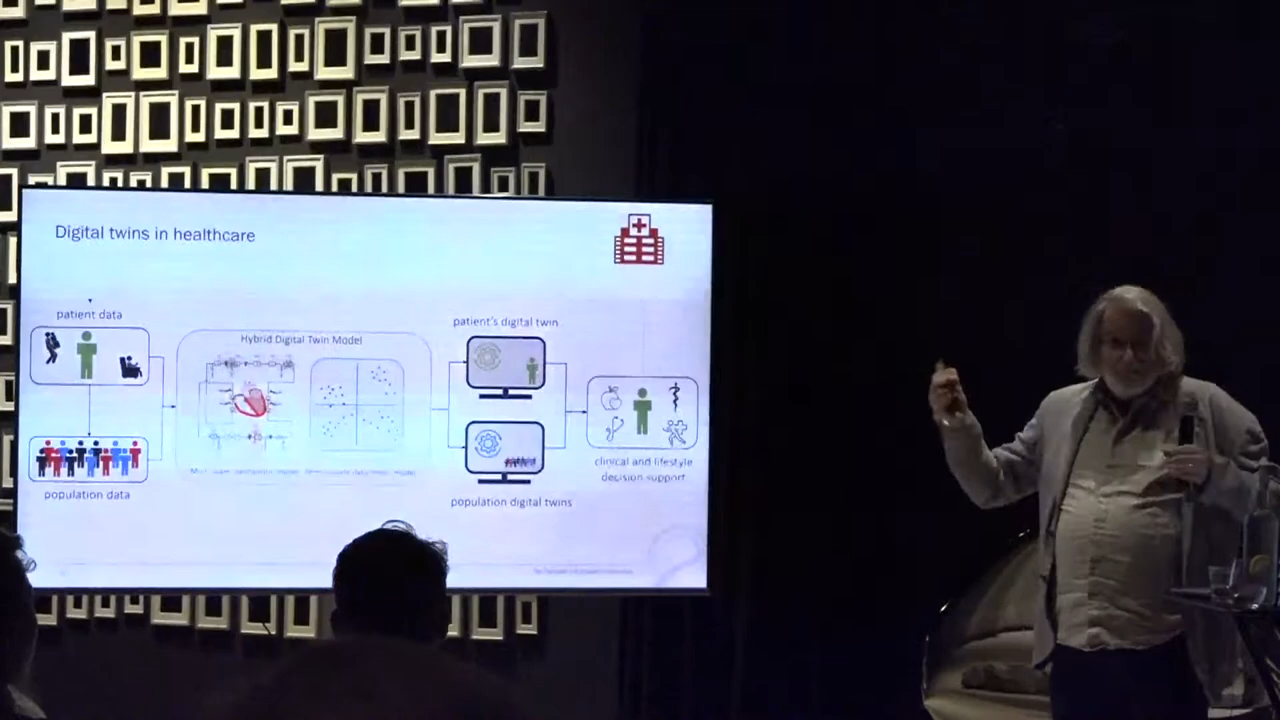 Digital twins in healthcare
patient data
Hybrid Digital Twin Model
patient's digital twin
population data
population digital twins
clinical and lifestyle
decision support